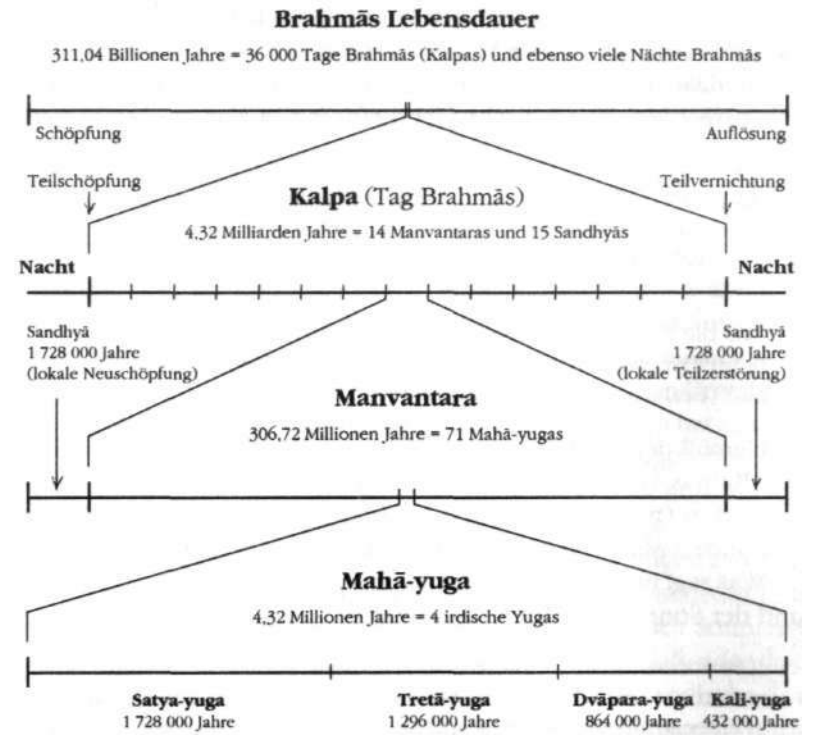 Brahmās Lebensdauer
311,04 Billionen Jahre = 36 000 Tage Brahmās (Kalpas) und ebenso viele Nächte Brahmās
Schöpfung
Auflösung
Teilschöpfung
Teilvernichtung
Kalpa (Tag Brahmās)
4,32 Milliarden Jahre = 14 Manvantaras und 15 Sandhyās
Nacht
Nacht
Sandhyā
1 728 000 Jahre
(lokale Neuschöpfung)
Sandhyā
1 728 000 Jahre
(lokale Teilzerstörung)
Manvantara
306,72 Millionen Jahre = 71 Mahā-yugas
Mahā-yuga
4,32 Millionen Jahre = 4 irdische Yugas
Satya-yuga
1 728 000 Jahre
Tretā-yuga
1 296 000 Jahre
Dvāpara-yuga
864 000 Jahre
Kali-yuga
432 000 Jahre